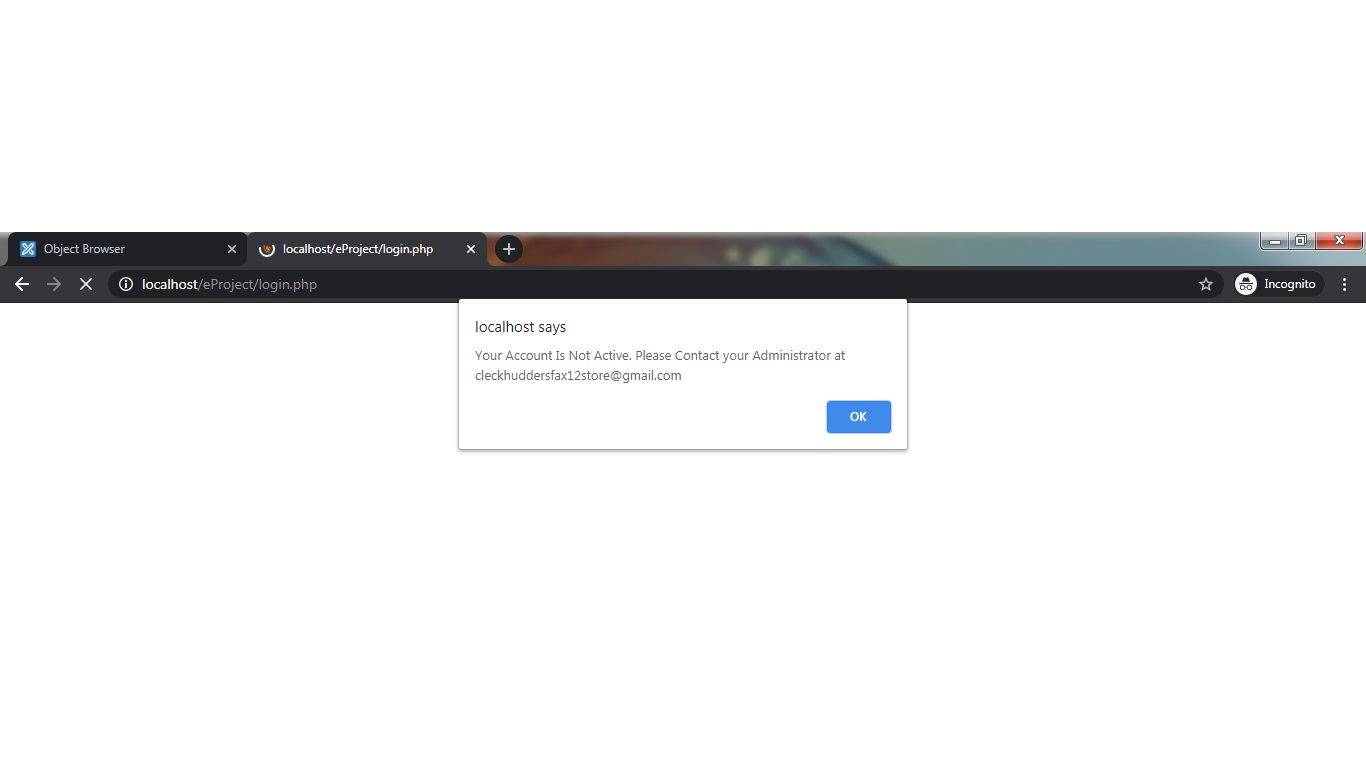 Object Browser
localhost/eProject/login.php
localhost/eProject/login.php
Incognito
localhost says
Your Account Is Not Active. Please Contact your Administrator at
cleckhuddersfax12store@gmail.com
OK